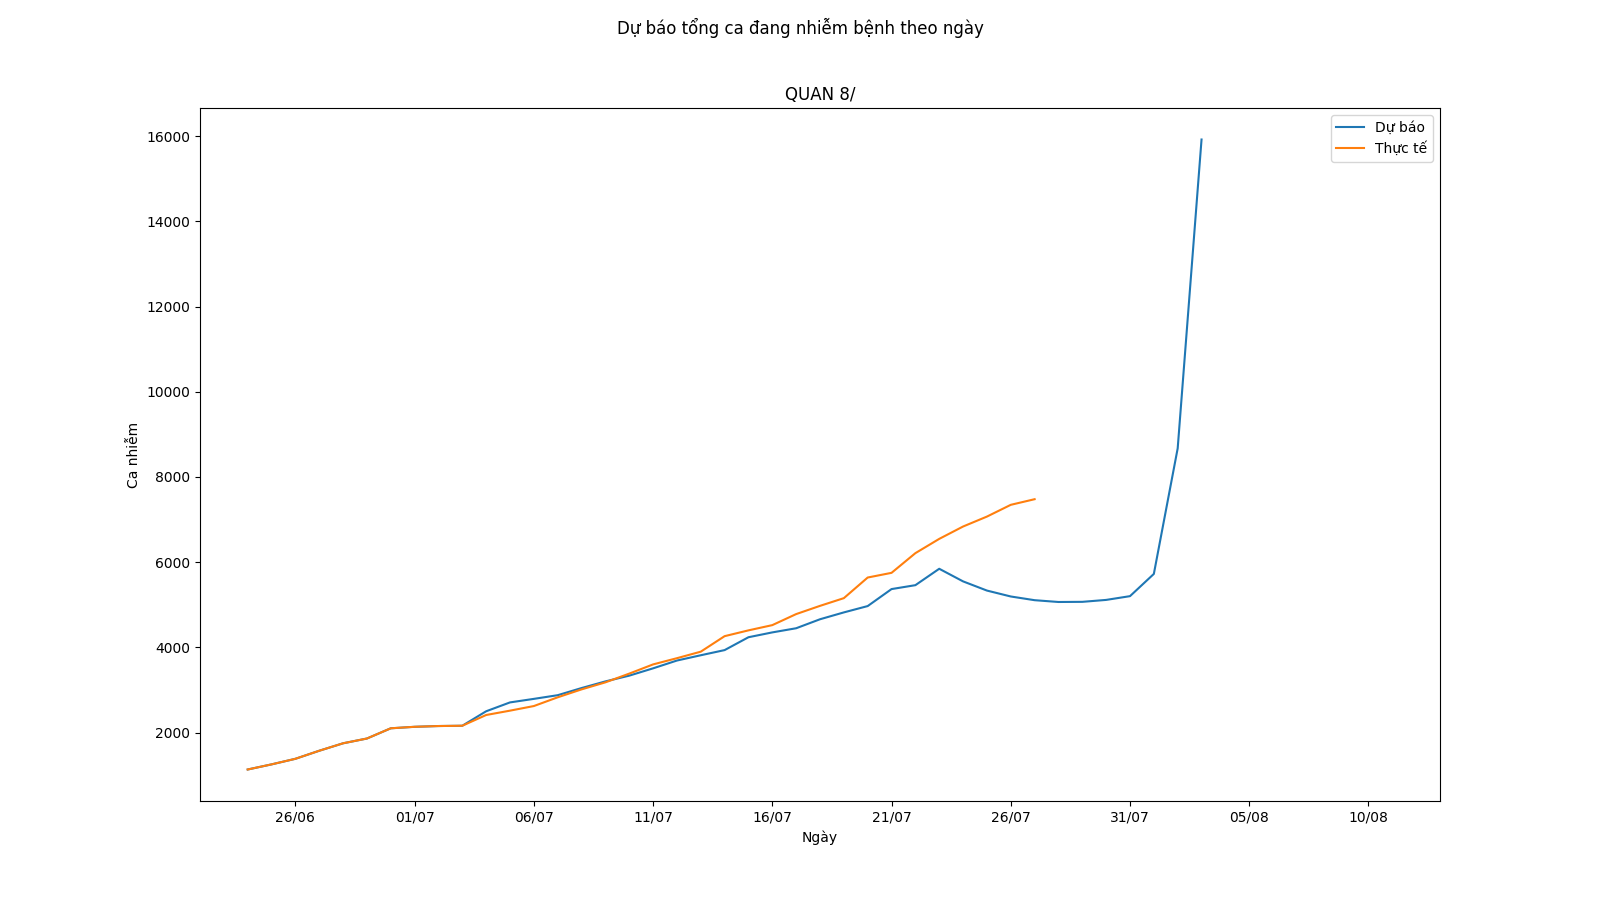 Dự báo tổng ca đang nhiễm bệnh theo ngày
QUAN 8/
Dự báo
Thực tế
16000
14000
12000
10000
8000
6000
4000
2000
Ca nhiễm
26/06 01/07 06/07 11/07 16/07 21/07 26/07 31/07 05/08 10/08
Ngày